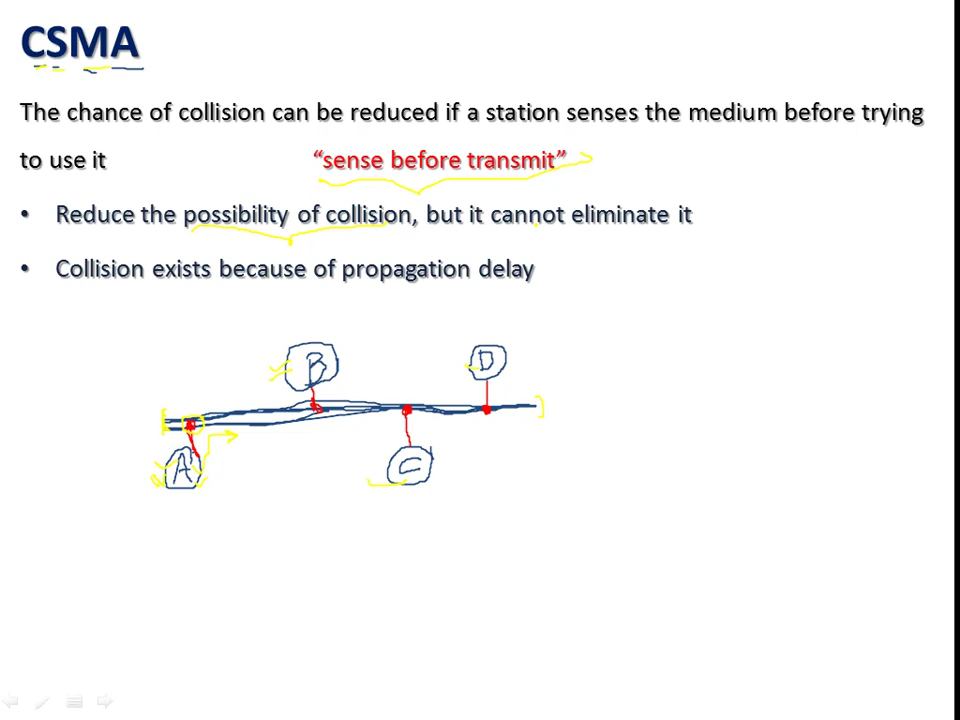 CSMA
The chance of collision can be reduced if a station senses the medium before trying
to use it “sense before transmit”
• Reduce the possibility of collision, but it cannot eliminate it
• Collision exists because of propagation delay
B D
A C